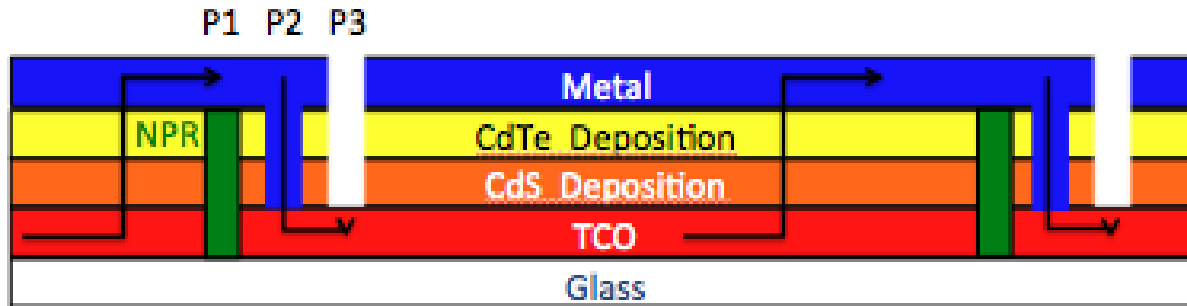 P1 P2 P3
Metal
NPR CdTe Deposition
CdS Deposition
TCO
Glass